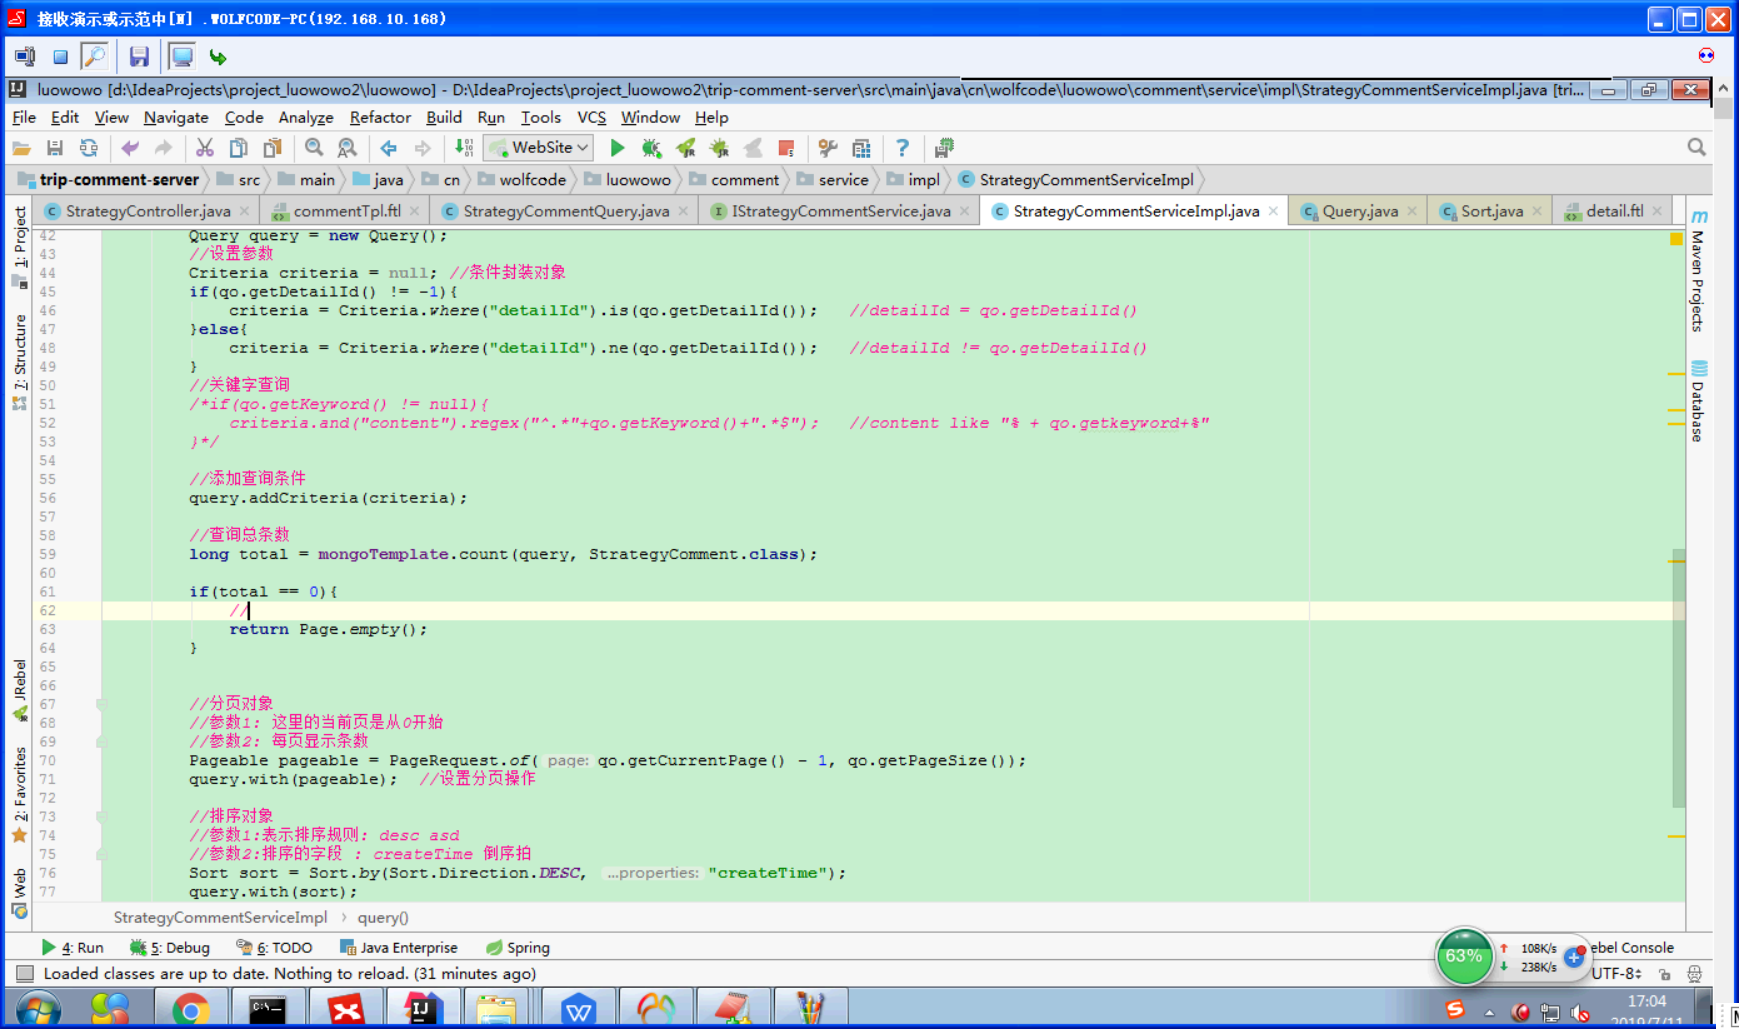 接收演示或示范中[N] .WOLFCODE-PC(192.168.10.168)
luowowo [d:\IdeaProjects\project_luowowo2\luowowo] - D:\IdeaProjects\project_luowowo2\trip-comment-server\src\main\java\cn\wolfcode\luowowo\comment\service\impl\StrategyCommentServiceImpl.java [tri...
File Edit View Navigate Code Analyze Refactor Build Run Tools VCS Window Help
WebSite
trip-comment-server src main java cn wolfcode luowowo comment service impl StrategyCommentServiceImpl
StrategyController.java commentTpl.ftl StrategyCommentQuery.java IStrategyCommentService.java StrategyCommentServiceImpl.java Query.java Sort.java detail.ftl
1: Project
7: Structure
JRebel
2: Favorites
Web
42 Query query = new Query();
43 //设置参数
44 Criteria criteria = null; //条件封装对象
45 if(qo.getDetailId() != -1){
46 criteria = Criteria.where("detailId").is(qo.getDetailId()); //detailId = qo.getDetailId()
47 }else{
48 criteria = Criteria.where("detailId").ne(qo.getDetailId()); //detailId != qo.getDetailId()
49 }
50 //关键字查询
51 /*if(qo.getKeyword() != null){
52 criteria.and("content").regex("^.*"+qo.getKeyword()+".*$"); //content like "% + qo.getkeyword+%"
53 }*/
54
55 //添加查询条件
56 query.addCriteria(criteria);
57
58 //查询总条数
59 long total = mongoTemplate.count(query, StrategyComment.class);
60
61 if(total == 0){
62 //
63 return Page.empty();
64 }
65
66
67 //分页对象
68 //参数1: 这里的当前页是从0开始
69 //参数2: 每页显示条数
70 Pageable pageable = PageRequest.of( page: qo.getCurrentPage() - 1, qo.getPageSize());
71 query.with(pageable); //设置分页操作
72
73 //排序对象
74 //参数1:表示排序规则: desc asd
75 //参数2:排序的字段 : createTime 倒序拍
76 Sort sort = Sort.by(Sort.Direction.DESC, ...properties: "createTime");
77 query.with(sort);
Maven Projects
Database
StrategyCommentServiceImpl › query()
4: Run 5: Debug 6: TODO Java Enterprise Spring
63% 108K/s 238K/s
ebel Console
Loaded classes are up to date. Nothing to reload. (31 minutes ago)
UTF-8
17:04
2019/7/11